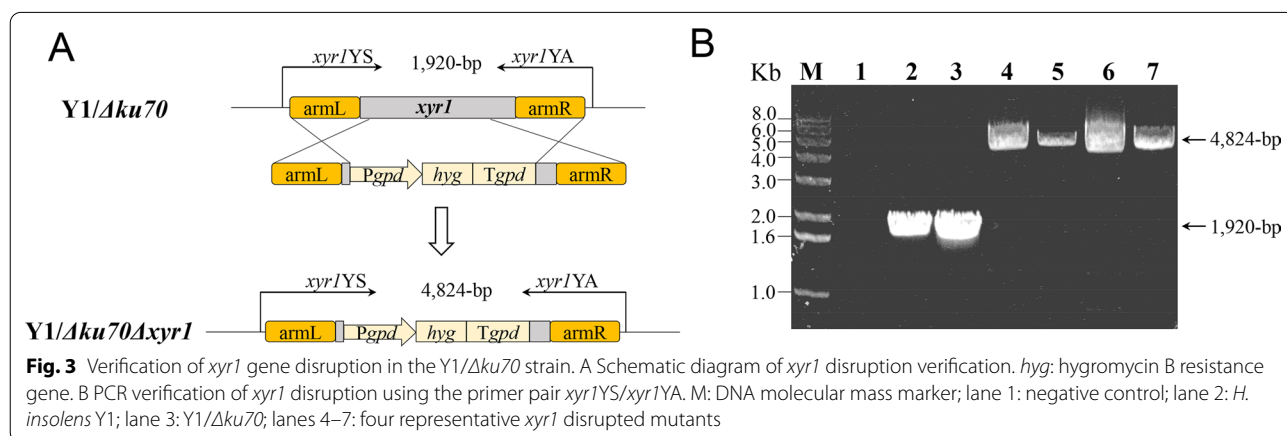 A
xyr1YS 1,920-bp xyr1YA
Y1/Δku70
armL xyr1 armR
armL Pgpd hyg Tgpd armR
xyr1YS 4,824-bp xyr1YA
Y1/Δku70Δxyr1
armL Pgpd hyg Tgpd armR
B
Kb M 1 2 3 4 5 6 7
8.0
6.0
5.0
4.0
3.0
2.0
1.6
1.0
4,824-bp
1,920-bp
Fig. 3 Verification of xyr1 gene disruption in the Y1/Δku70 strain. A Schematic diagram of xyr1 disruption verification. hyg: hygromycin B resistance
gene. B PCR verification of xyr1 disruption using the primer pair xyr1YS/xyr1YA. M: DNA molecular mass marker; lane 1: negative control; lane 2: H.
insolens Y1; lane 3: Y1/Δku70; lanes 4–7: four representative xyr1 disrupted mutants